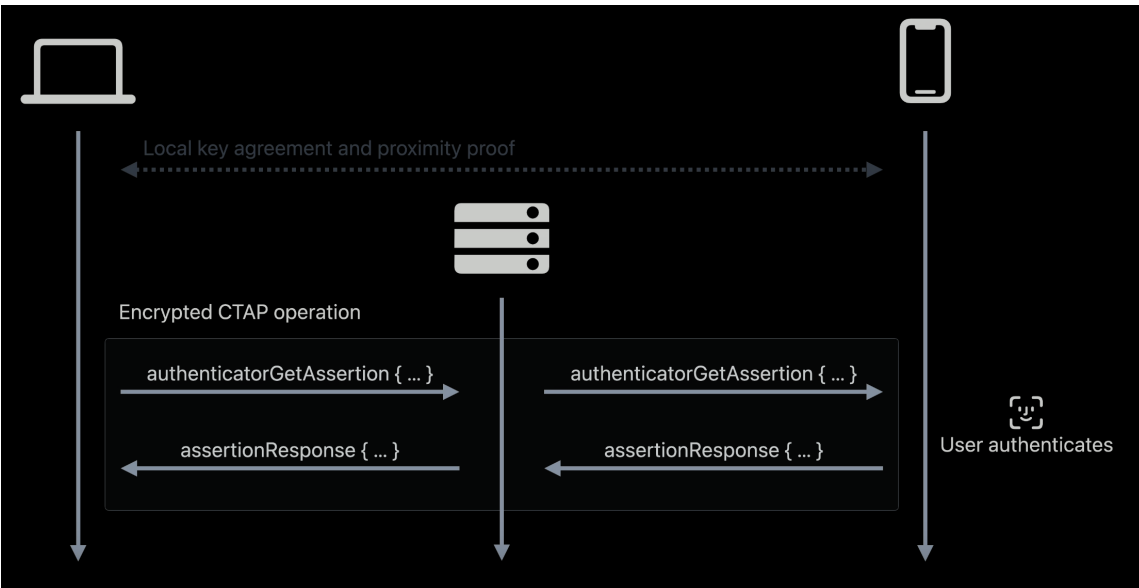 Local key agreement and proximity proof
Encrypted CTAP operation
authenticatorGetAssertion { ... }
authenticatorGetAssertion { ... }
assertionResponse { ... }
assertionResponse { ... }
User authenticates